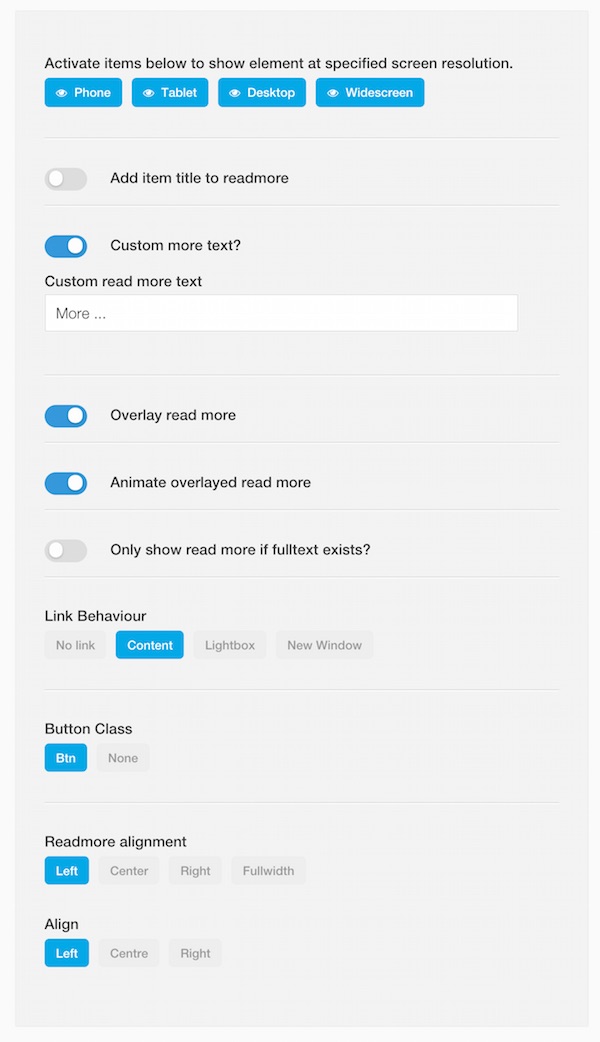 Activate items below to show element at specified screen resolution.
Phone Tablet Desktop Widescreen
Add item title to readmore
Custom more text?
Custom read more text
More ...
Overlay read more
Animate overlayed read more
Only show read more if fulltext exists?
Link Behaviour
No link Content Lightbox New Window
Button Class
Btn None
Readmore alignment
Left Center Right Fullwidth
Align
Left Centre Right